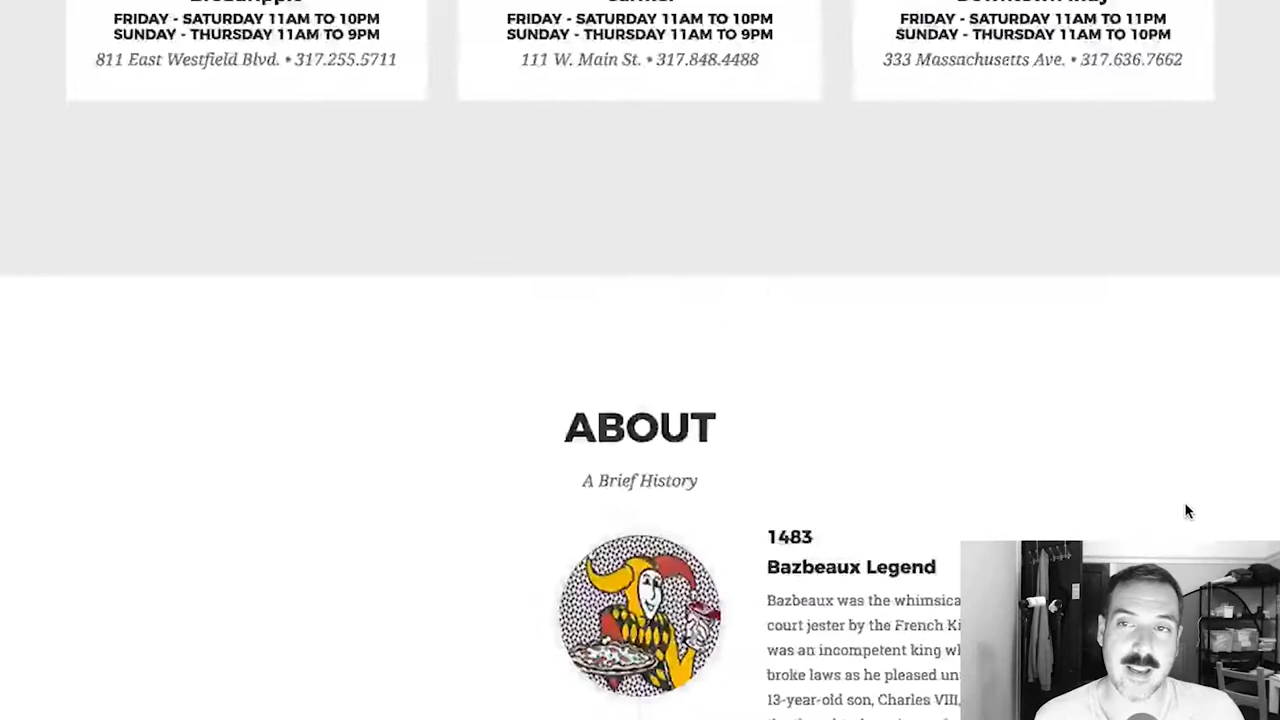 FRIDAY - SATURDAY 11AM TO 10PM
SUNDAY - THURSDAY 11AM TO 9PM
811 East Westfield Blvd. • 317.255.5711
FRIDAY - SATURDAY 11AM TO 10PM
SUNDAY - THURSDAY 11AM TO 9PM
111 W. Main St. • 317.848.4488
FRIDAY - SATURDAY 11AM TO 11PM
SUNDAY - THURSDAY 11AM TO 10PM
333 Massachusetts Ave. • 317.636.7662
ABOUT
A Brief History
1483
Bazbeaux Legend
Bazbeaux was the whimsica
court jester by the French Ki
was an incompetent king wh
broke laws as he pleased un
13-year-old son, Charles VIII,